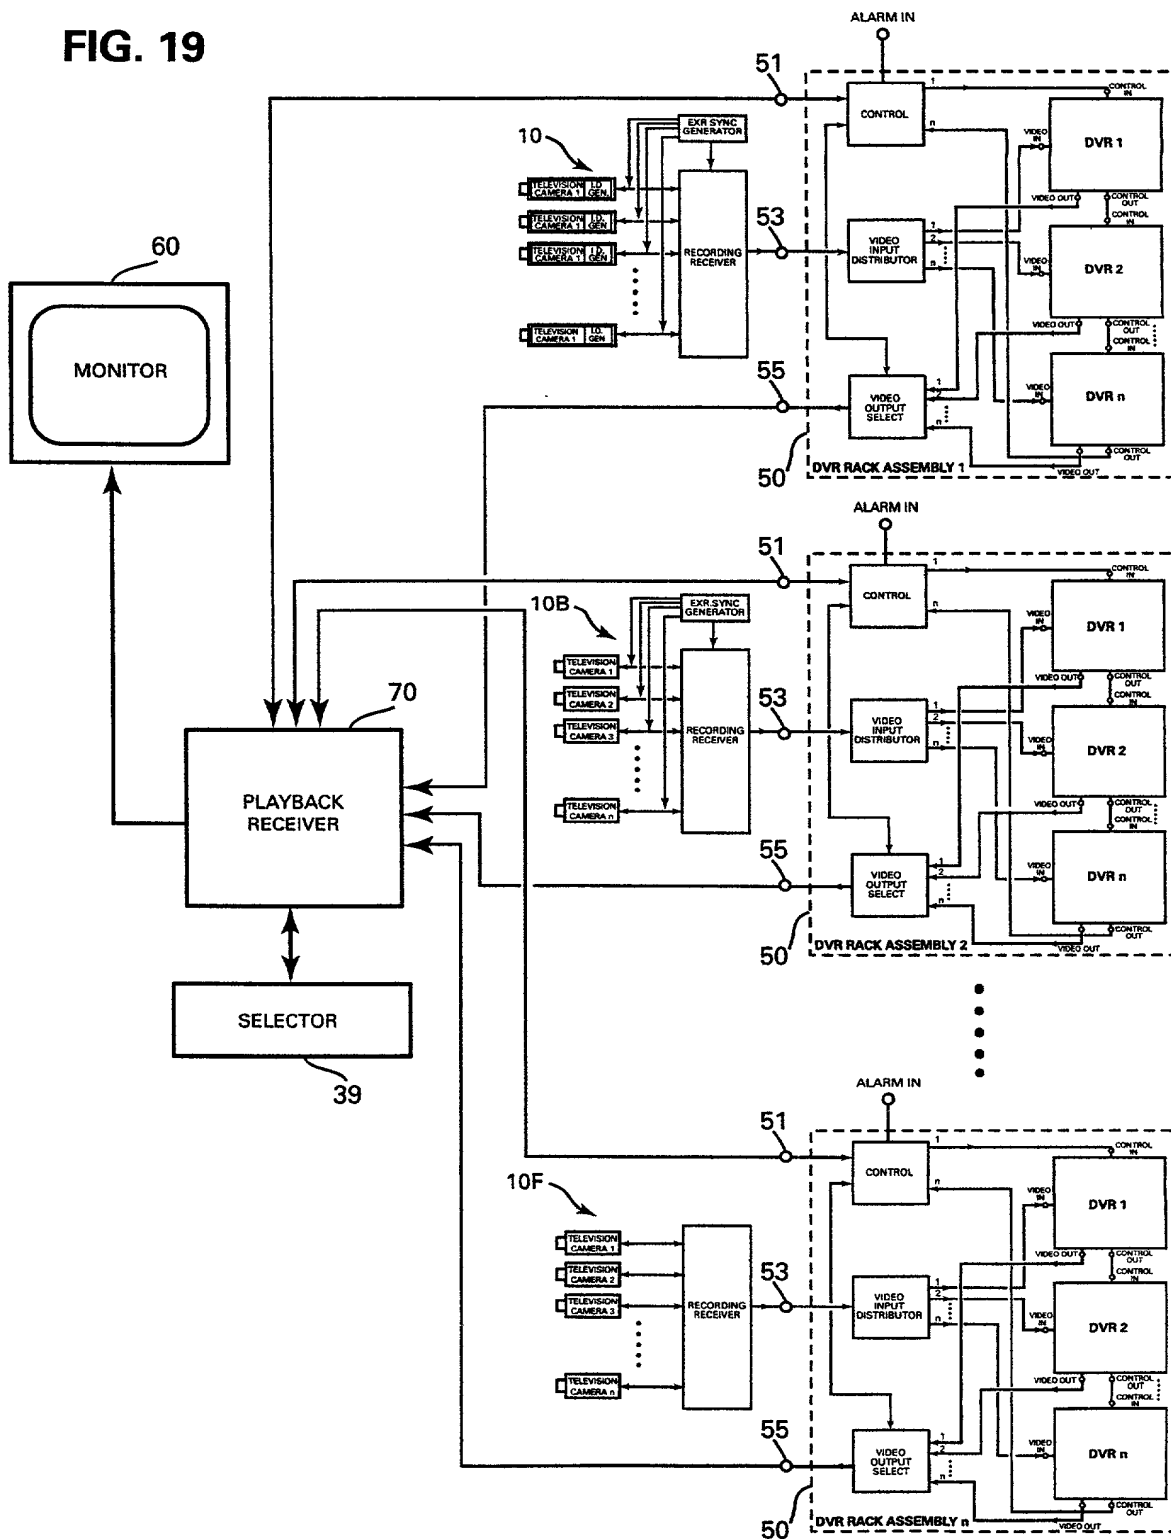 FIG. 19
ALARM IN
51
CONTROL
1
n
CONTROL IN
EXR SYNC
GENERATOR
10
TELEVISION
CAMERA 1
I.D
GEN.
TELEVISION
CAMERA 1
I.D.
GEN
TELEVISION
CAMERA 1
I.D.
GEN
TELEVISION
CAMERA 1
I.D.
GEN
RECORDING
RECEIVER
53
VIDEO
INPUT
DISTRIBUTOR
1
2
n
VIDEO
IN
DVR 1
VIDEO OUT
CONTROL
OUT
CONTROL
IN
VIDEO
IN
DVR 2
VIDEO OUT
CONTROL
OUT
CONTROL
IN
VIDEO
IN
DVR n
CONTROL
OUT
VIDEO OUT
55
VIDEO
OUTPUT
SELECT
1
2
n
50
DVR RACK ASSEMBLY 1
60
MONITOR
ALARM IN
51
CONTROL
1
n
CONTROL
IN
EXR.SYNC
GENERATOR
10B
TELEVISION
CAMERA 1
TELEVISION
CAMERA 2
TELEVISION
CAMERA 3
TELEVISION
CAMERA n
RECORDING
RECEIVER
53
VIDEO
INPUT
DISTRIBUTOR
1
2
n
VIDEO
IN
DVR 1
VIDEO OUT
CONTROL
OUT
CONTROL
IN
VIDEO
IN
DVR 2
VIDEO OUT
CONTROL
OUT
CONTROL
IN
VIDEO
IN
DVR n
CONTROL
OUT
VIDEO OUT
55
VIDEO
OUTPUT
SELECT
1
2
n
50
DVR RACK ASSEMBLY 2
70
PLAYBACK
RECEIVER
SELECTOR
39
ALARM IN
51
CONTROL
1
n
CONTROL
IN
10F
TELEVISION
CAMERA 1
TELEVISION
CAMERA 2
TELEVISION
CAMERA 3
TELEVISION
CAMERA n
RECORDING
RECEIVER
53
VIDEO
INPUT
DISTRIBUTOR
1
2
n
VIDEO
IN
DVR 1
VIDEO OUT
CONTROL
OUT
CONTROL
IN
VIDEO
IN
DVR 2
VIDEO OUT
CONTROL
OUT
CONTROL
IN
VIDEO
IN
DVR n
CONTROL
OUT
VIDEO OUT
55
VIDEO
OUTPUT
SELECT
1
2
n
50
DVR RACK ASSEMBLY n